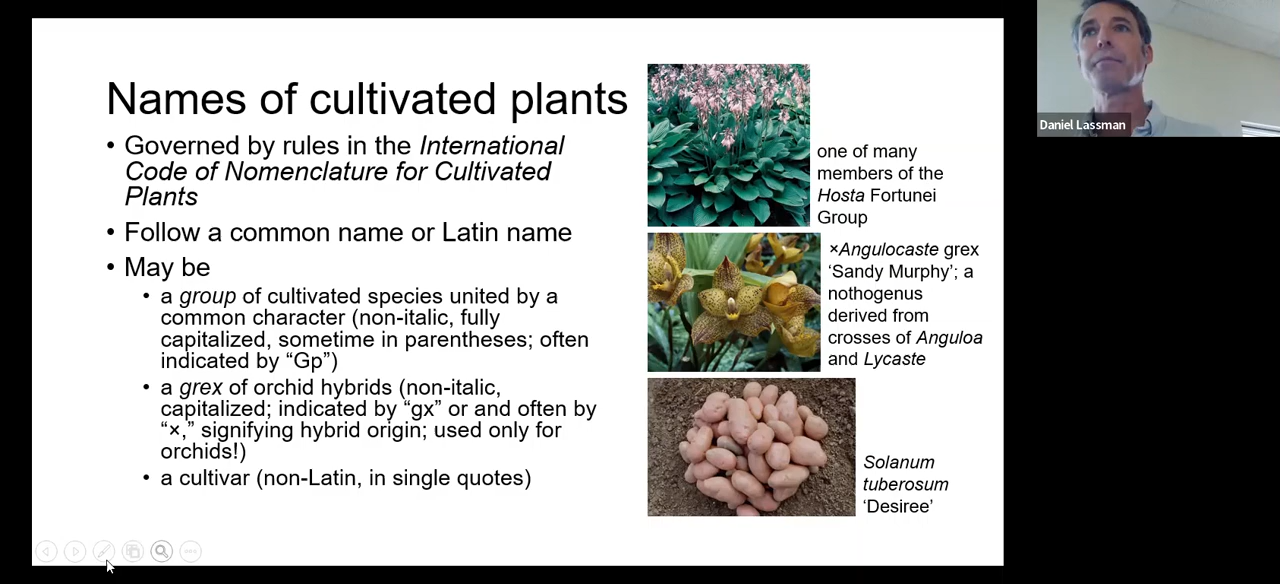 Names of cultivated plants
• Governed by rules in the International
Code of Nomenclature for Cultivated
Plants
• Follow a common name or Latin name
• May be
• a group of cultivated species united by a
common character (non-italic, fully
capitalized, sometime in parentheses; often
indicated by “Gp”)
• a grex of orchid hybrids (non-italic,
capitalized; indicated by “gx” or and often by
“×,” signifying hybrid origin; used only for
orchids!)
• a cultivar (non-Latin, in single quotes)
one of many
members of the
Hosta Fortunei
Group
×Angulocaste grex
‘Sandy Murphy’; a
nothogenus
derived from
crosses of Anguloa
and Lycaste
Solanum
tuberosum
‘Desiree’
Daniel Lassman